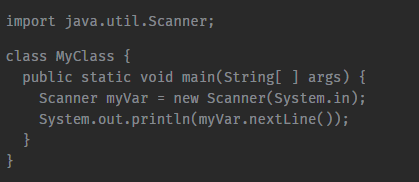 import java.util.Scanner;
class MyClass {
  public static void main(String[ ] args) {
    Scanner myVar = new Scanner(System.in);
    System.out.println(myVar.nextLine());
  }
}